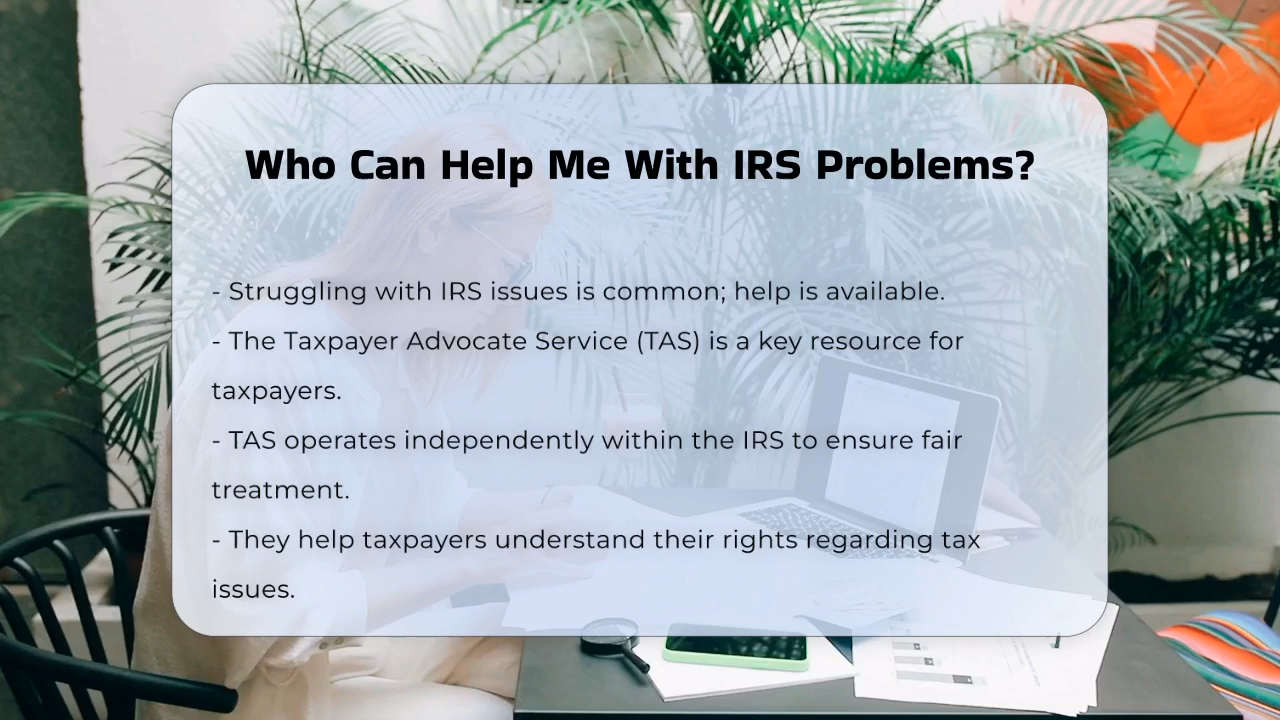 Who Can Help Me With IRS Problems?
- Struggling with IRS issues is common; help is available.
- The Taxpayer Advocate Service (TAS) is a key resource for
taxpayers.
- TAS operates independently within the IRS to ensure fair
treatment.
- They help taxpayers understand their rights regarding tax
issues.